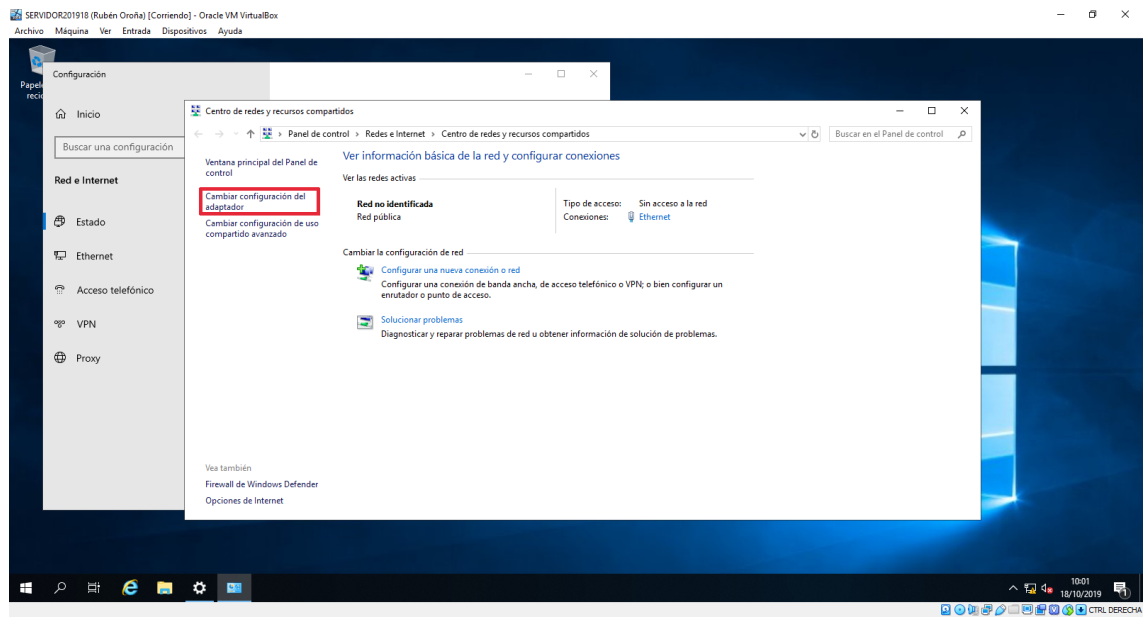 SERVIDOR201918 (Rubén Oroña) [Corriendo] - Oracle VM VirtualBox
Archivo Máquina Ver Entrada Dispositivos Ayuda
Configuración
Inicio
Buscar una configuración
Red e Internet
Estado
Ethernet
Acceso telefónico
VPN
Proxy
Centro de redes y recursos compartidos
Panel de control > Redes e Internet > Centro de redes y recursos compartidos
Buscar en el Panel de control
Ventana principal del Panel de
control
Cambiar configuración del
adaptador
Cambiar configuración de uso
compartido avanzado
Ver información básica de la red y configurar conexiones
Ver las redes activas
Red no identificada
Red pública
Tipo de acceso: Sin acceso a la red
Conexiones: Ethernet
Cambiar la configuración de red
Configurar una nueva conexión o red
Configurar una conexión de banda ancha, de acceso telefónico o VPN; o bien configurar un
enrutador o punto de acceso.
Solucionar problemas
Diagnosticar y reparar problemas de red u obtener información de solución de problemas.
Vea también
Firewall de Windows Defender
Opciones de Internet
10:01
18/10/2019
CTRL DERECHA